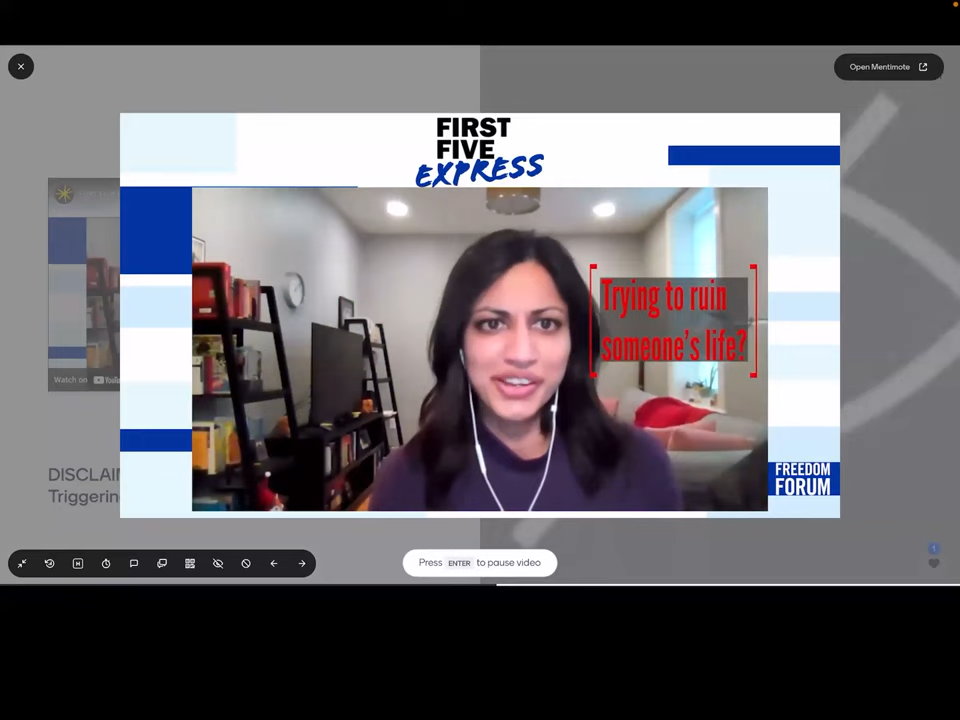 Open Mentimote
FIRST
FIVE
EXPRESS
Trying to ruin
someone's life?
Watch on YouTube
FREEDOM
FORUM
DISCLAI
Triggerin
Press ENTER to pause video
1